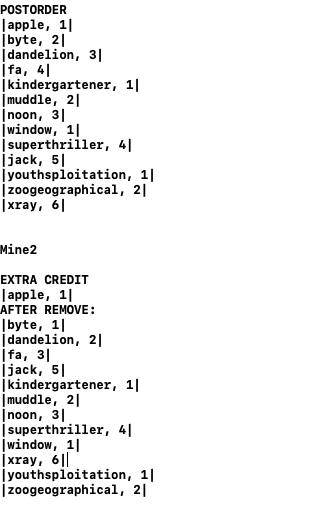 POSTORDER
|apple, 1|
|byte, 2|
|dandelion, 3|
|fa, 4|
|kindergartener, 1|
|muddle, 2|
|noon, 3|
|window, 1|
|superthriller, 4|
|jack, 5|
|youthsploitation, 1|
|zoogeographical, 2|
|xray, 6|
Mine2
EXTRA CREDIT
|apple, 1|
AFTER REMOVE:
|byte, 1|
|dandelion, 2|
|fa, 3|
|jack, 5|
|kindergartener, 1|
|muddle, 2|
|noon, 3|
|superthriller, 4|
|window, 1|
|xray, 6|
|youthsploitation, 1|
|zoogeographical, 2|